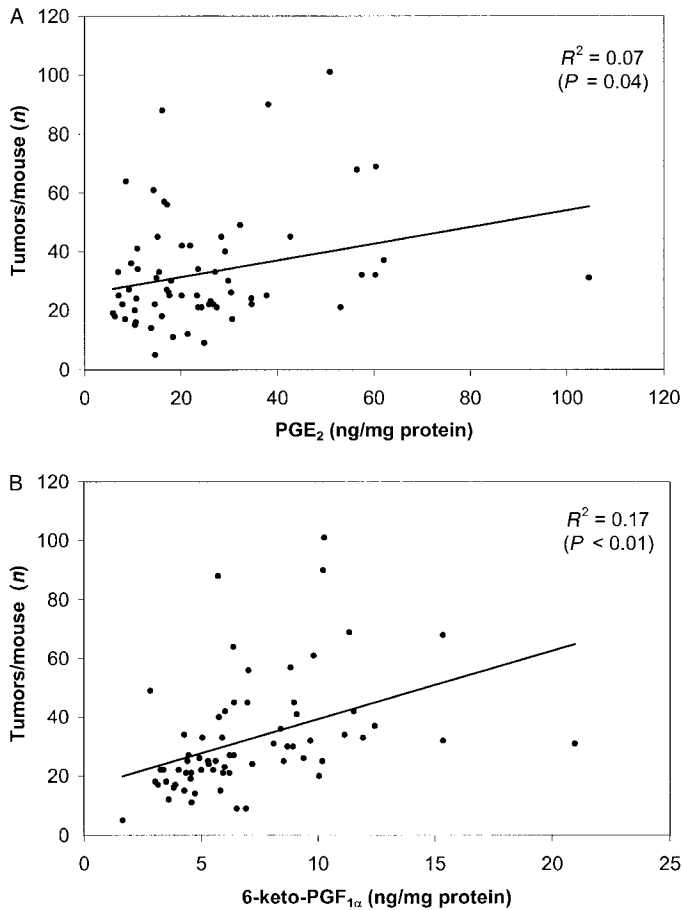 A
120
100
80
60
40
20
0
Tumors/mouse (n)
R² = 0.07
(P = 0.04)
0 20 40 60 80 100 120
PGE₂ (ng/mg protein)
B
120
100
80
60
40
20
0
Tumors/mouse (n)
R² = 0.17
(P < 0.01)
0 5 10 15 20 25
6-keto-PGF₁α (ng/mg protein)